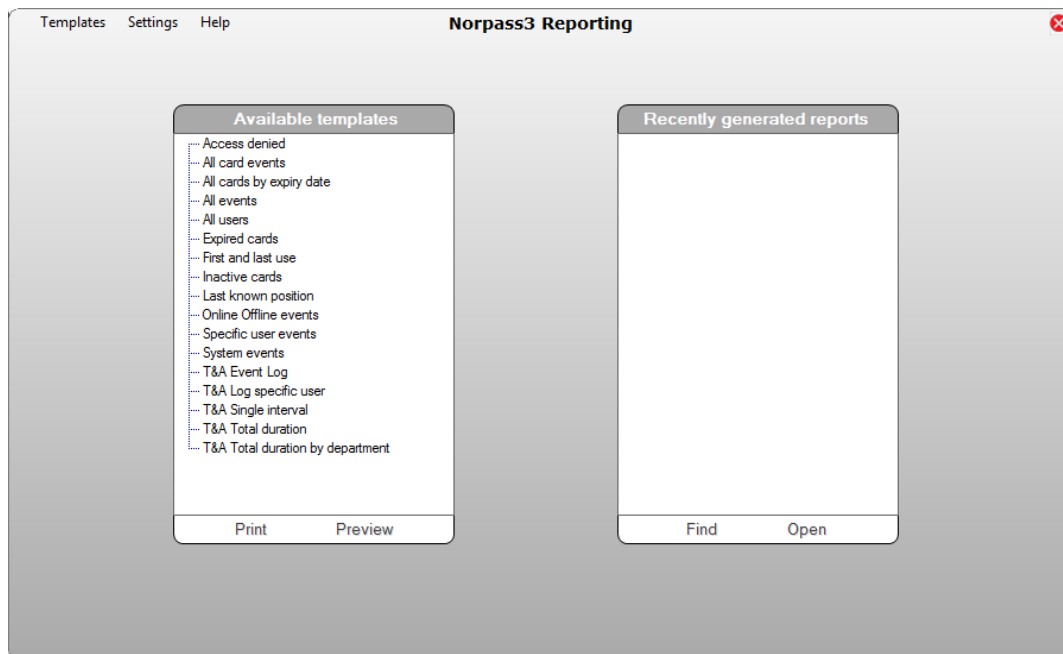 Templates Settings Help Norpass3 Reporting
Available templates
Access denied
All card events
All cards by expiry date
All events
All users
Expired cards
First and last use
Inactive cards
Last known position
Online Offline events
Specific user events
System events
T&A Event Log
T&A Log specific user
T&A Single interval
T&A Total duration
T&A Total duration by department
Print Preview
Recently generated reports
Find Open